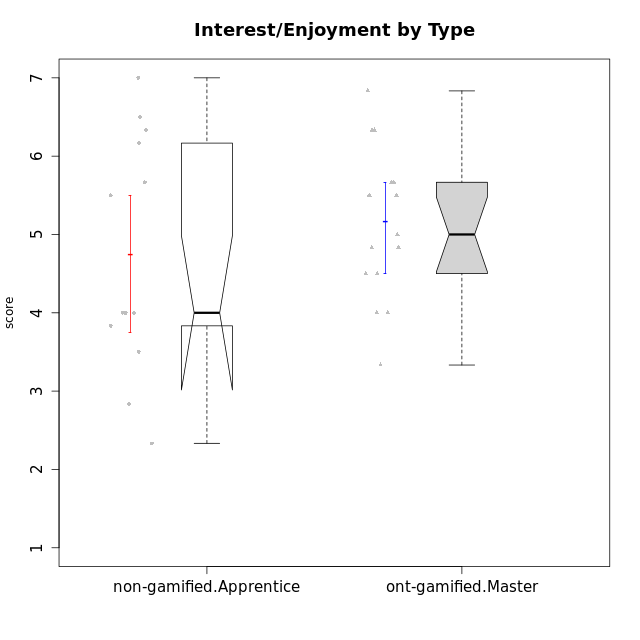 Interest/Enjoyment by Type
7
6
5
4
3
2
1
score
non-gamified.Apprentice
ont-gamified.Master